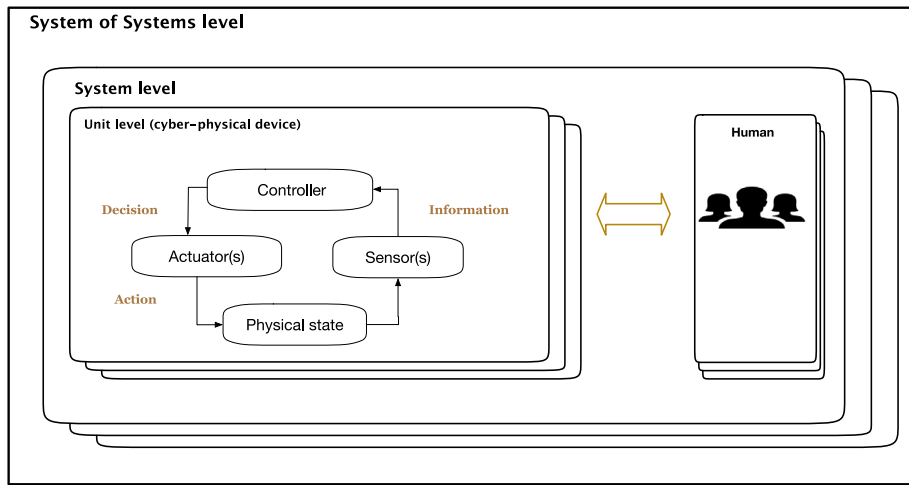 System of Systems level
System level
Unit level (cyber-physical device)
Human
Controller
Decision
Information
Actuator(s)
Sensor(s)
Action
Physical state